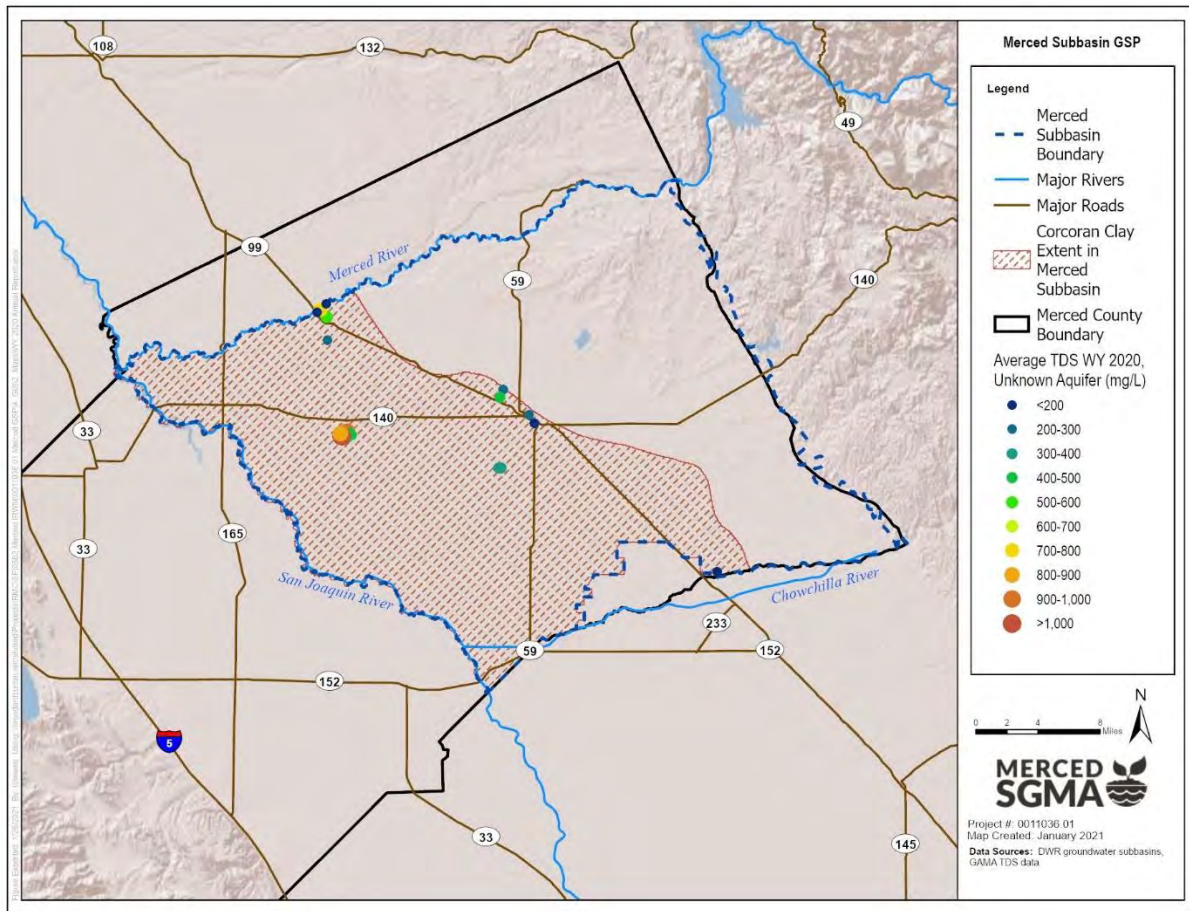 108
132
49
99
Merced River
59
140
140
33
165
33
San Joaquin River
Chowchilla River
233
59
152
152
5
33
145
Merced Subbasin GSP
Legend
Merced
Subbasin
Boundary
Major Rivers
Major Roads
Corcoran Clay
Extent in
Merced
Subbasin
Merced County
Boundary
Average TDS WY 2020,
Unknown Aquifer (mg/L)
<200
200-300
300-400
400-500
500-600
600-700
700-800
800-900
900-1,000
>1,000
N
0 2 4 8
Miles
MERCED
SGMA
Project #: 0011036.01
Map Created: January 2021
Data Sources: DWR groundwater subbasins,
GAMA TDS data